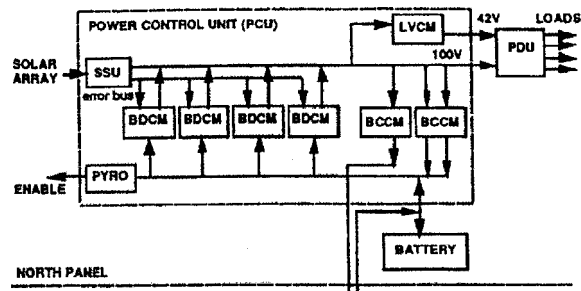 POWER CONTROL UNIT (PCU)
LVCM
42V
LOADS
PDU
100V
SOLAR
ARRAY
SSU
error bus
BDCM
BDCM
BDCM
BDCM
BCCM
BCCM
PYRO
ENABLE
BATTERY
NORTH PANEL